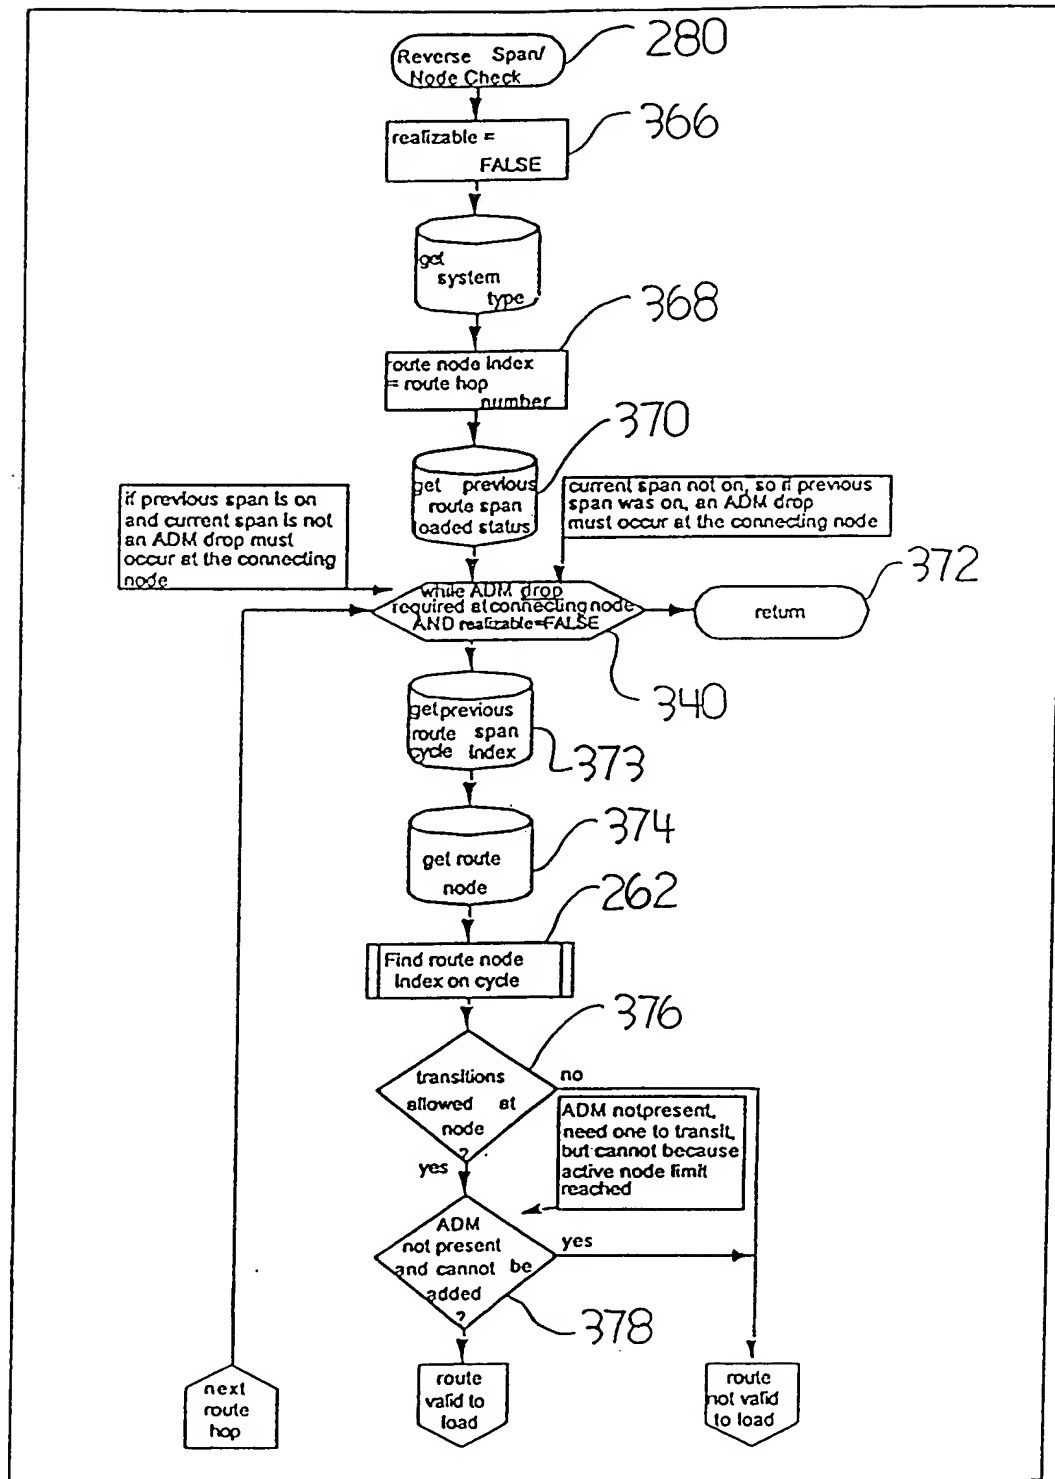 Reverse Span/
Node Check
280
realizable =
FALSE
366
get
system
type
368
route node index
= route hop
number
370
get previous
route span
loaded status
if previous span is on
and current span is not
an ADM drop must
occur at the connecting
node
current span not on, so if previous
span was on, an ADM drop
must occur at the connecting node
while ADM drop
required at connecting node
AND realizable=FALSE
372
return
340
get previous
route span
cycle index
373
374
get route
node
262
Find route node
index on cycle
376
transitions
allowed at
node
?
no
yes
ADM not present,
need one to transit,
but cannot because
active node limit
reached
ADM
not present
and cannot be
added
?
yes
378
next
route
hop
route
valid to
load
route
not valid
to load